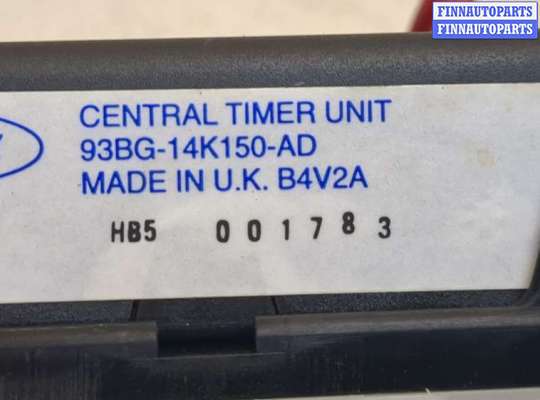 FINNAUTOPARTS
FINNAUTOPARTS
CENTRAL TIMER UNIT
93BG-14K150-AD
MADE IN U.K. B4V2A
HB5 001783